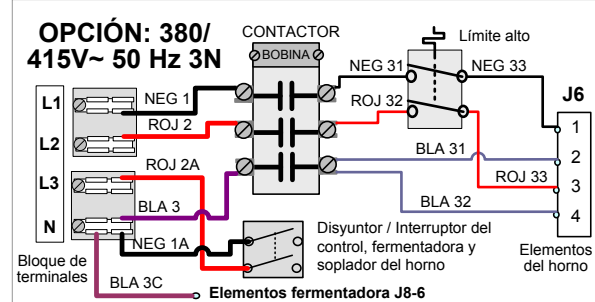 OPCIÓN: 380/
415V~ 50 Hz 3N
CONTACTOR
BOBINA
Límite alto
NEG 31
NEG 33
J6
L1
NEG 1
ROJ 32
1
L2
ROJ 2
BLA 31
2
L3
ROJ 2A
ROJ 33
3
BLA 3
BLA 32
4
N
NEG 1A
Disyuntor / Interruptor del
control, fermentadora y
soplador del horno
Elementos
del horno
Bloque de
terminales
BLA 3C
Elementos fermentadora J8-6